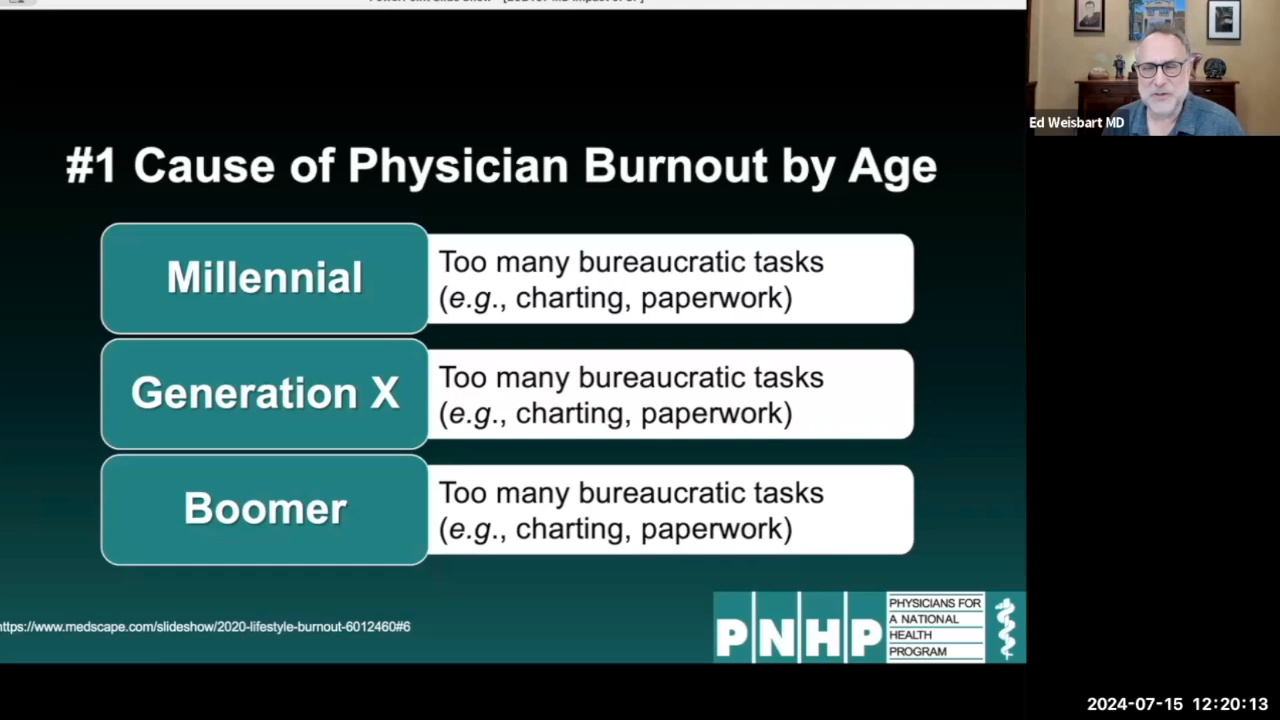 Ed Weisbart MD
#1 Cause of Physician Burnout by Age
Millennial
Too many bureaucratic tasks
(e.g., charting, paperwork)
Generation X
Too many bureaucratic tasks
(e.g., charting, paperwork)
Boomer
Too many bureaucratic tasks
(e.g., charting, paperwork)
https://www.medscape.com/slideshow/2020-lifestyle-burnout-6012460#6
PNHP
PHYSICIANS FOR
A NATIONAL
HEALTH
PROGRAM
2024-07-15 12:20:13